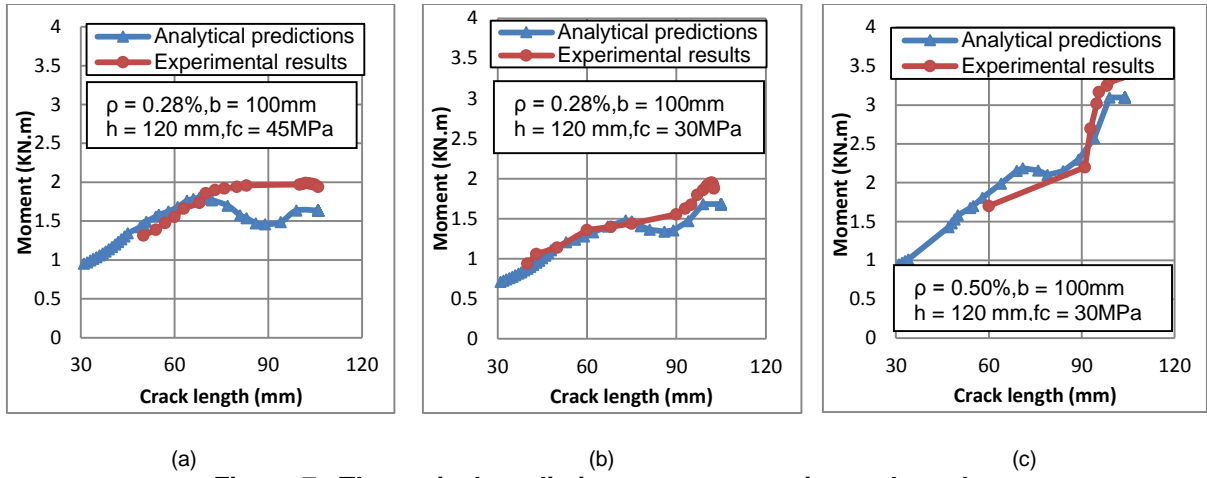 Analytical predictions
Experimental results
ρ = 0.28%,b = 100mm
h = 120 mm,fc = 45MPa
Moment (KN.m)
4
3.5
3
2.5
2
1.5
1
0.5
0
30 60 90 120
Crack length (mm)
(a)
Analytical predictions
Experimental results
ρ = 0.28%,b = 100mm
h = 120 mm,fc = 30MPa
Moment (KN.m)
4
3.5
3
2.5
2
1.5
1
0.5
0
30 60 90 120
Crack length (mm)
(b)
Analytical predictions
Experimental results
ρ = 0.50%,b = 100mm
h = 120 mm,fc = 30MPa
Moment (KN.m)
4
3.5
3
2.5
2
1.5
1
0.5
0
30 60 90 120
Crack length (mm)
(c)